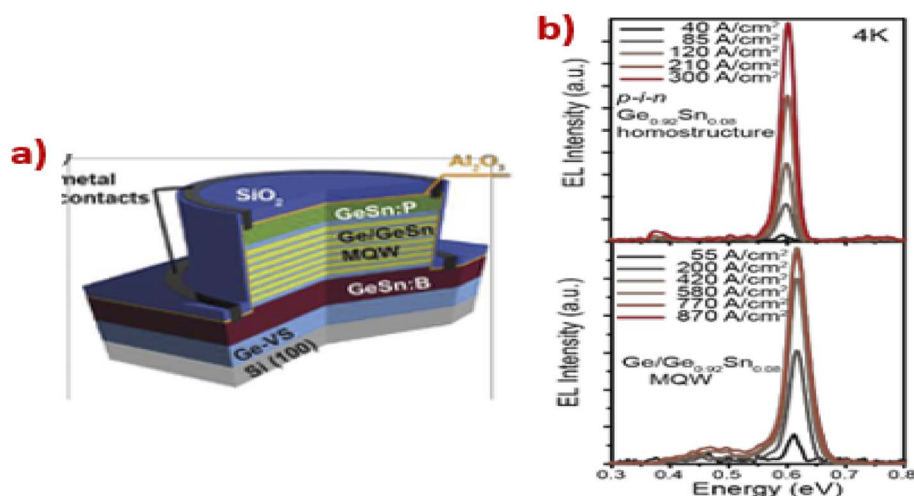 a)
metal
contacts
SiO₂
Al₂O₃
GeSn:P
Ge/GeSn
MQW
GeSn:B
Ge-VS
Si (100)
b)
4K
40 A/cm²
85 A/cm²
120 A/cm²
210 A/cm²
300 A/cm²
p-i-n
Ge₀.₉₂Sn₀.₀₈
homostructure
EL Intensity (a.u.)
55 A/cm²
200 A/cm²
420 A/cm²
580 A/cm²
770 A/cm²
870 A/cm²
Ge/Ge₀.₉₂Sn₀.₀₈
MQW
EL Intensity (a.u.)
0.3 0.4 0.5 0.6 0.7 0.8
Energy (eV)